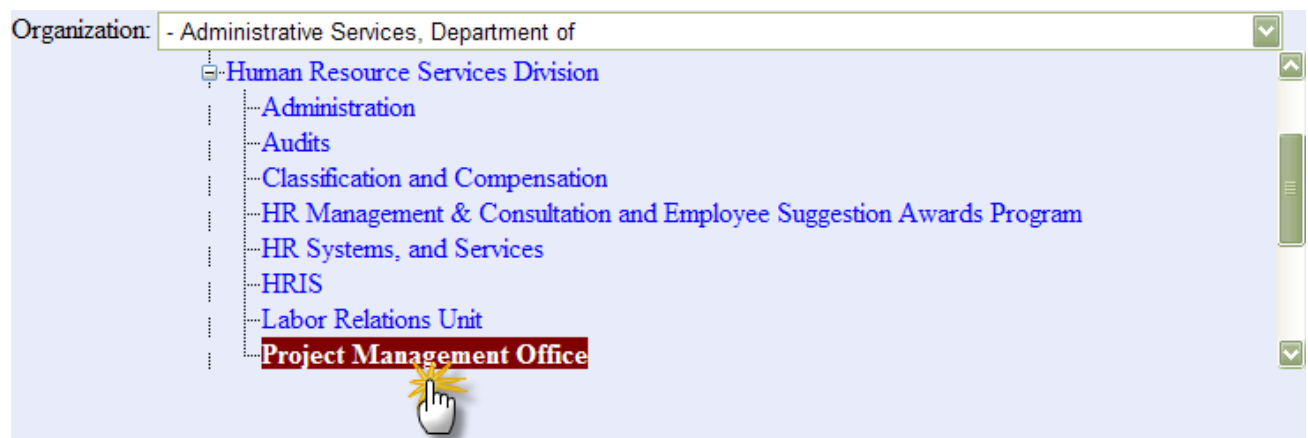 Organization: - Administrative Services, Department of
Human Resource Services Division
Administration
Audits
Classification and Compensation
HR Management & Consultation and Employee Suggestion Awards Program
HR Systems, and Services
HRIS
Labor Relations Unit
Project Management Office